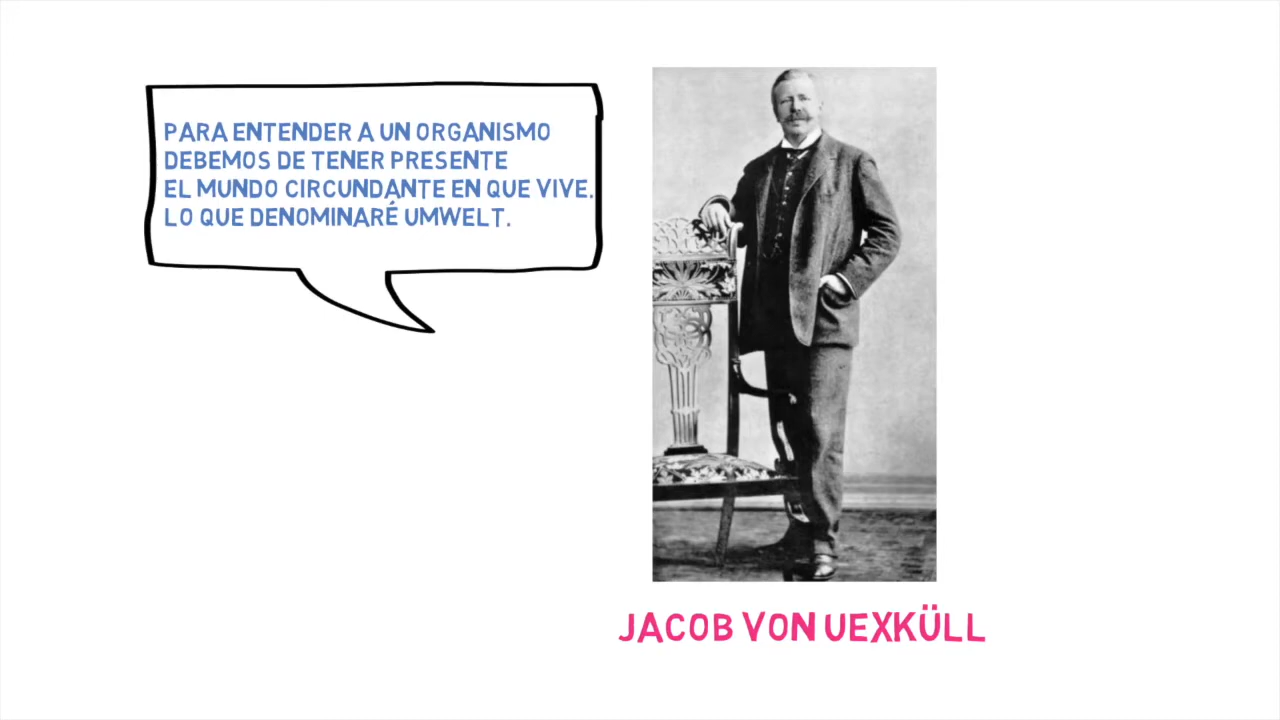 PARA ENTENDER A UN ORGANISMO
DEBEMOS DE TENER PRESENTE
EL MUNDO CIRCUNDANTE EN QUE VIVE,
LO QUE DENOMINARÉ UMWELT.
JACOB VON UEXKÜLL